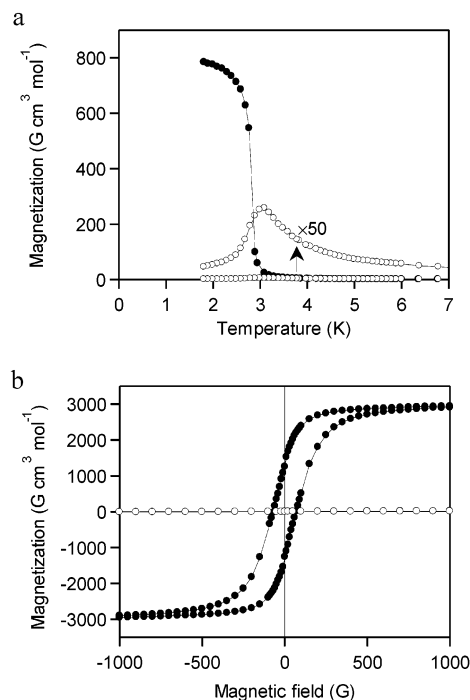 a
Magnetization (G cm³ mol⁻¹)
800
600
400
200
0
×50
0 1 2 3 4 5 6 7
Temperature (K)
b
Magnetization (G cm³ mol⁻¹)
3000
2000
1000
0
-1000
-2000
-3000
-1000 -500 0 500 1000
Magnetic field (G)